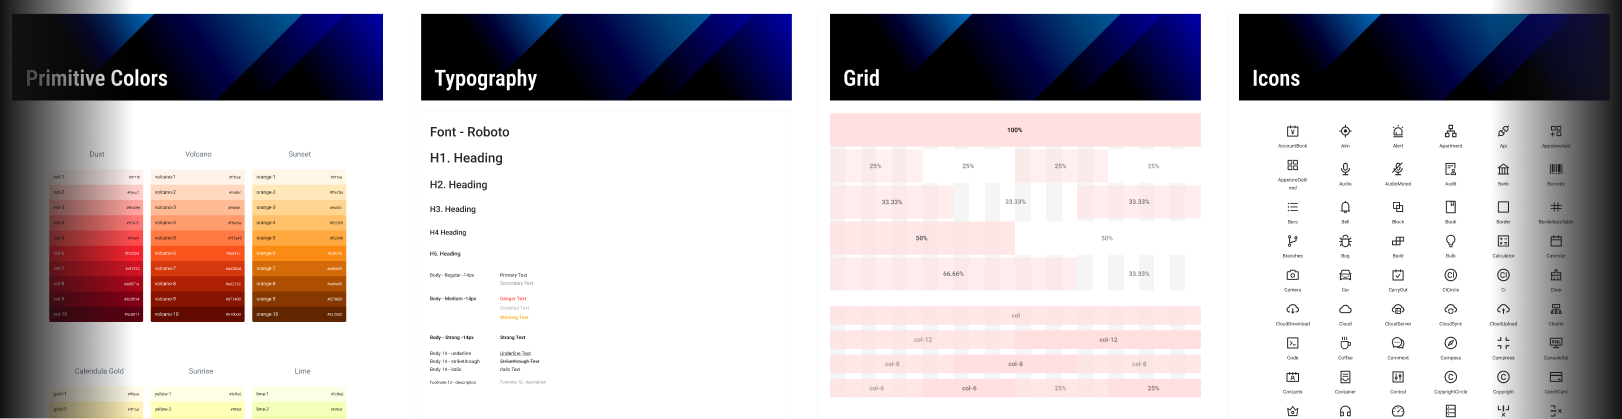 Primitive Colors
Dust
Volcano
Sunset
red-1
volcano-1
orange-1
red-2
volcano-2
orange-2
volcano-3
orange-3
volcano-4
orange-4
volcano-5
orange-5
volcano-6
orange-6
red-7
volcano-7
orange-7
red-8
volcano-8
orange-8
red-9
volcano-9
orange-9
red-10
volcano-10
orange-10
Calendula Gold
Sunrise
Lime
gold-1
yellow-1
lime-1
gold-2
yellow-2
lime-2
Typography
Font - Roboto
H1. Heading
H2. Heading
H3. Heading
H4 Heading
H5. Heading
Body - Regular -14px
Primary Text
Secondary Text
Body - Medium -14px
Danger Text
Disabled Text
Warning Text
Body - Strong -14px
Strong Text
Body 14 - underline
Underline Text
Body 14 - strikethrough
Strikethrough Text
Body 14 - italic
Italic Text
Footnote 12 - description
Footnote 12 - description
Grid
100%
25%
25%
25%
25%
33.33%
33.33%
33.33%
50%
50%
66.66%
33.33%
col
col-12
col-12
col-8
col-8
col-8
col-6
col-6
25%
25%
Icons
AccountBook
Aim
Alert
Apartment
Api
AppstoreAdd
AppstoreOutli
ned
Audio
AudioMuted
Audit
Bank
Barcode
Bars
Bell
Block
Book
Border
BorderlessTable
Branches
Bug
Build
Bulb
Calculator
Calendar
Camera
Car
CarryOut
CiCircle
Ci
Clear
CloudDownload
Cloud
CloudServer
CloudSync
CloudUpload
Cluster
Code
Coffee
Comment
Compass
Compress
ConsoleSql
Contacts
Container
Control
CopyrightCircle
Copyright
CreditCard